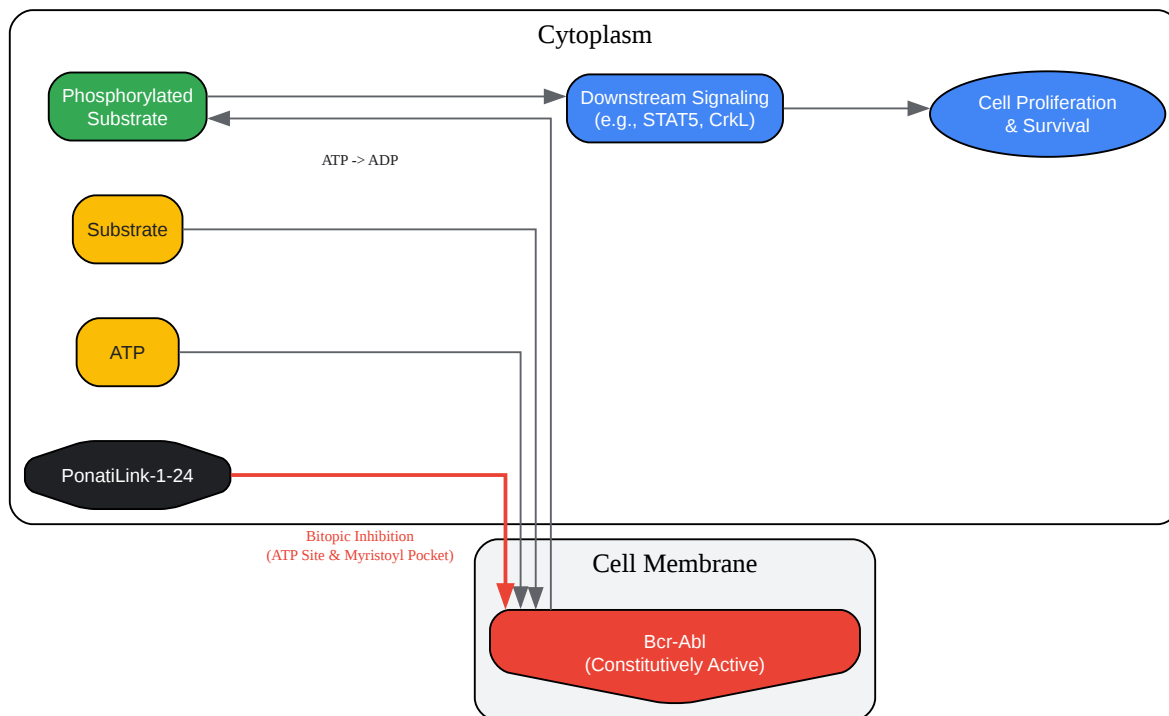 Cytoplasm
Phosphorylated
Substrate
Downstream Signaling
(e.g., STAT5, CrkL)
Cell Proliferation
& Survival
ATP -> ADP
Substrate
ATP
PonatiLink-1-24
Bitopic Inhibition
(ATP Site & Myristoyl Pocket)
Cell Membrane
Bcr-Abl
(Constitutively Active)